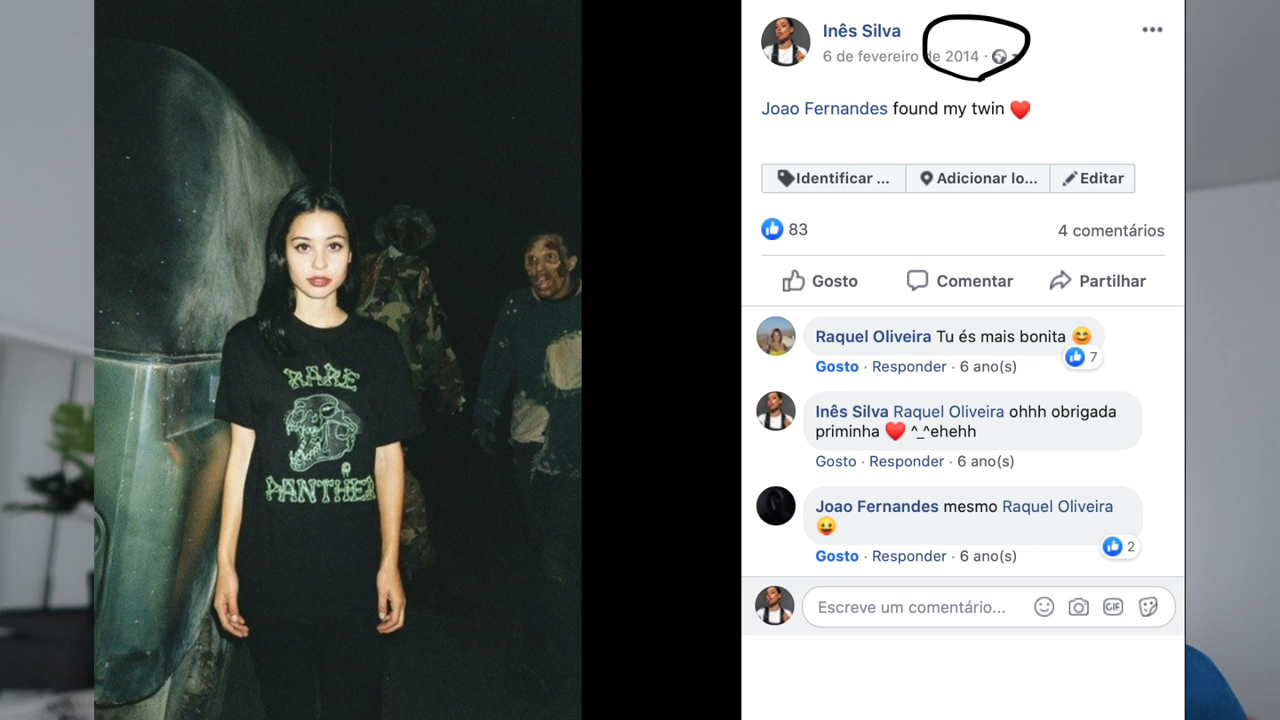 RARE
PANTHER
Inês Silva
6 de fevereiro de 2014 ·
Joao Fernandes found my twin ❤️
Identificar ...
Adicionar lo...
Editar
83
4 comentários
Gosto
Comentar
Partilhar
Raquel Oliveira Tu és mais bonita 😊
7
Gosto · Responder · 6 ano(s)
Inês Silva Raquel Oliveira ohhh obrigada
priminha ❤️ ^_^ehehh
Gosto · Responder · 6 ano(s)
Joao Fernandes mesmo Raquel Oliveira
😛
2
Gosto · Responder · 6 ano(s)
Escreve um comentário...
GIF